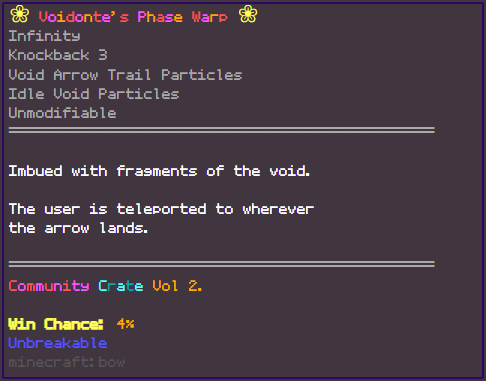 ❀ Voidonte's Phase Warp ❀
Infinity
Knockback 3
Void Arrow Trail Particles
Idle Void Particles
Unmodifiable
Imbued with fragments of the void.
The user is teleported to wherever
the arrow lands.
Community Crate Vol 2.
Win Chance: 4%
Unbreakable
minecraft:bow